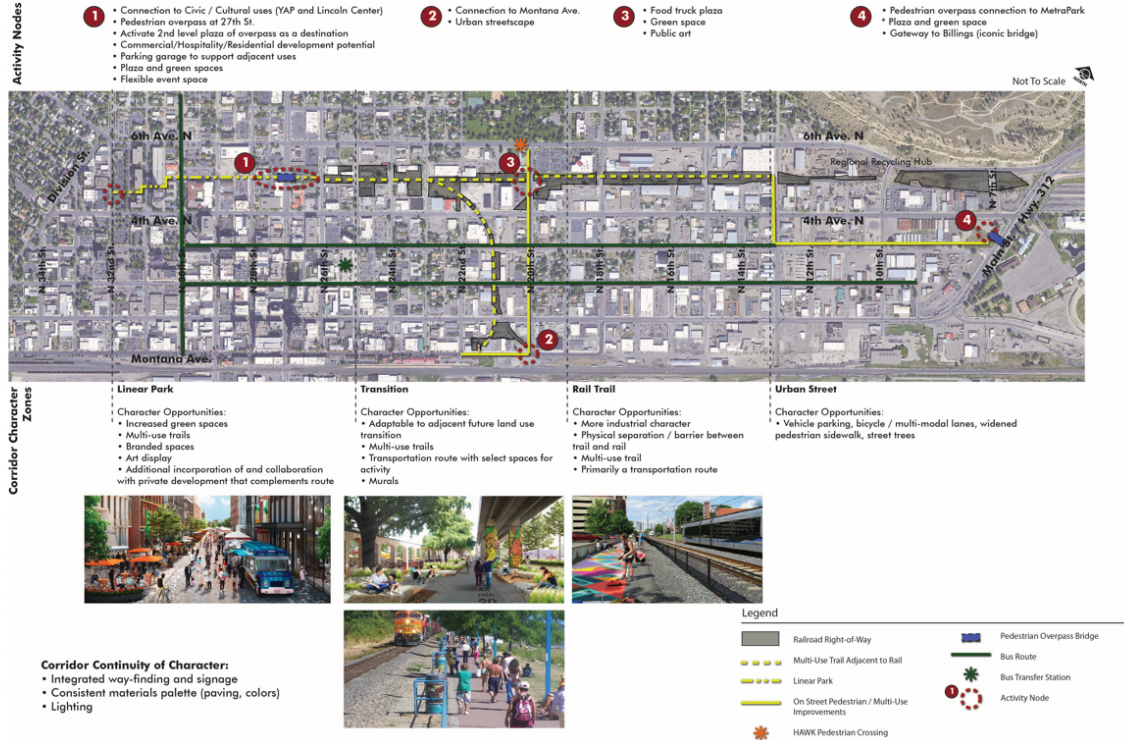 Activity Nodes
1
• Connection to Civic / Cultural uses (YAP and Lincoln Center)
• Pedestrian overpass at 27th St.
• Activate 2nd level plaza of overpass as a destination
• Commercial/Hospitality/Residential development potential
• Parking garage to support adjacent uses
• Plaza and green spaces
• Flexible event space
2
• Connection to Montana Ave.
• Urban streetscape
3
• Food truck plaza
• Green space
• Public art
4
• Pedestrian overpass connection to MetraPark
• Plaza and green space
• Gateway to Billings (iconic bridge)
Not To Scale
NORTH
6th Ave. N
6th Ave. N
Regional Recycling Hub
Division St.
1
3
4th Ave. N
4th Ave. N
4
N 7th St.
Main St. / Hwy. 312
N 34th St.
N 32nd St.
N 28th St.
N 26th St.
N 24th St.
N 22nd St.
N 20th St.
N 18th St.
N 16th St.
N 14th St.
N 12th St.
N 10th St.
2
Montana Ave.
Corridor Character
Zones
Linear Park
Character Opportunities:
• Increased green spaces
• Multi-use trails
• Branded spaces
• Art display
• Additional incorporation of and collaboration
with private development that complements route
Transition
Character Opportunities:
• Adaptable to adjacent future land use
transition
• Multi-use trails
• Transportation route with select spaces for
activity
• Murals
Rail Trail
Character Opportunities:
• More industrial character
• Physical separation / barrier between
trail and rail
• Multi-use trail
• Primarily a transportation route
Urban Street
Character Opportunities:
• Vehicle parking, bicycle / multi-modal lanes, widened
pedestrian sidewalk, street trees
Corridor Continuity of Character:
• Integrated way-finding and signage
• Consistent materials palette (paving, colors)
• Lighting
Legend
Railroad Right-of-Way
Multi-Use Trail Adjacent to Rail
Linear Park
On Street Pedestrian / Multi-Use
Improvements
HAWK Pedestrian Crossing
Pedestrian Overpass Bridge
Bus Route
Bus Transfer Station
1
Activity Node